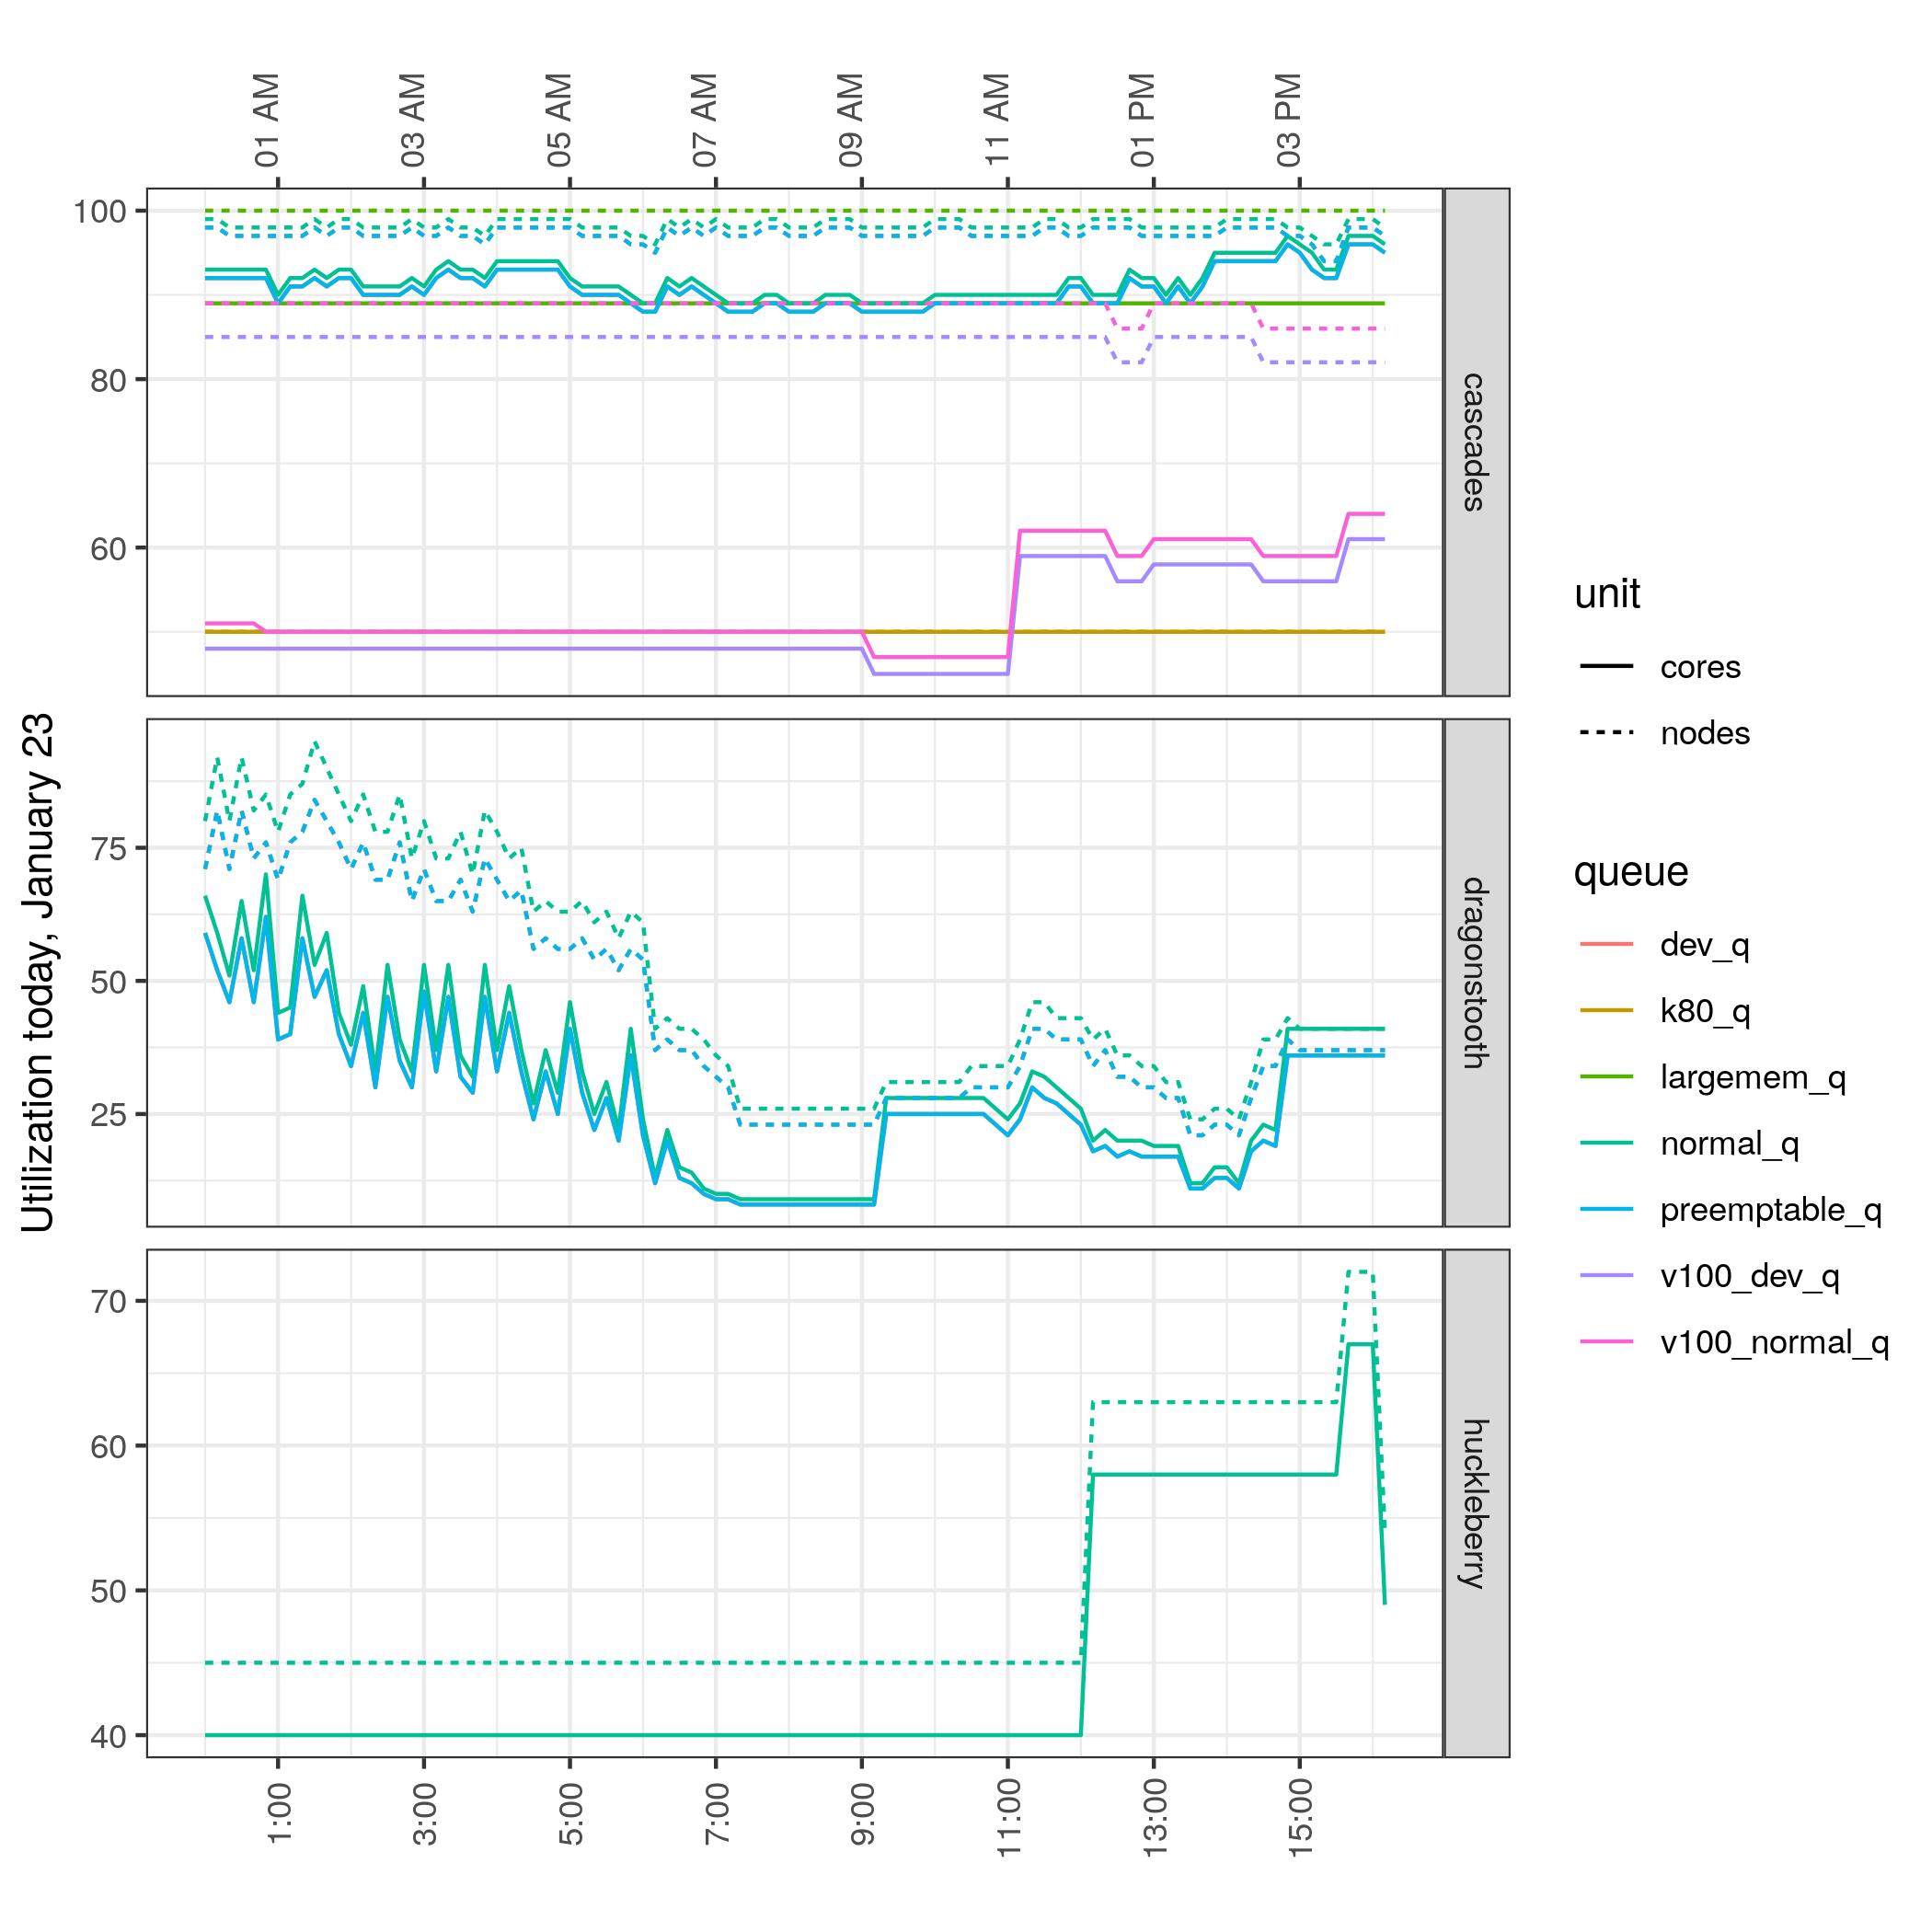 01 AM
03 AM
05 AM
07 AM
09 AM
11 AM
01 PM
03 PM
100
80
60
cascades
Utilization today, January 23
75
50
25
dragonstooth
70
60
50
40
huckleberry
1:00
3:00
5:00
7:00
9:00
11:00
13:00
15:00
unit
cores
nodes
queue
dev_q
k80_q
largemem_q
normal_q
preemptable_q
v100_dev_q
v100_normal_q